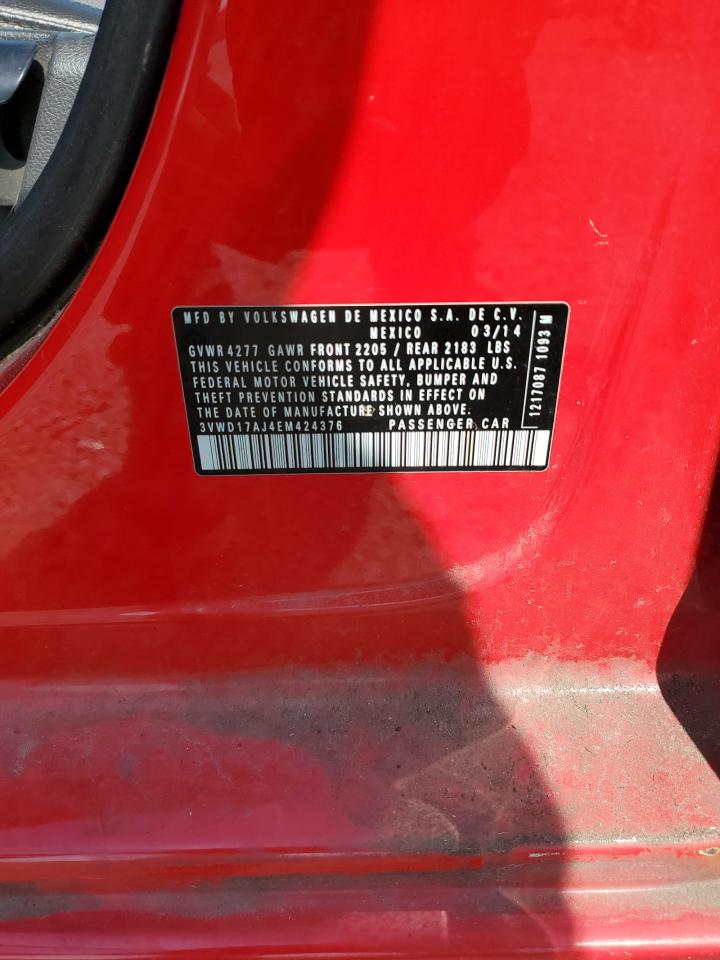 MFD BY VOLKSWAGEN DE MEXICO S.A. DE C.V.
MEXICO 03/14
GVWR 4277 GAWR FRONT 2205 / REAR 2183 LBS
THIS VEHICLE CONFORMS TO ALL APPLICABLE U.S.
FEDERAL MOTOR VEHICLE SAFETY, BUMPER AND
THEFT PREVENTION STANDARDS IN EFFECT ON
THE DATE OF MANUFACTURE SHOWN ABOVE.
3VWD17AJ4EM424376 PASSENGER CAR
1217087 1093 M